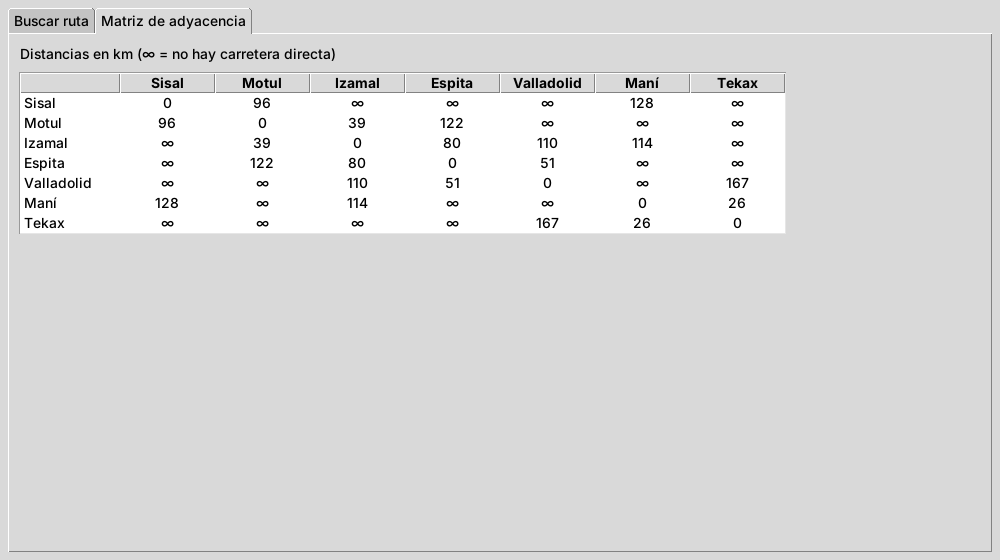 Buscar ruta Matriz de adyacencia
Distancias en km (∞ = no hay carretera directa)
Sisal Motul Izamal Espita Valladolid Maní Tekax
Sisal 0 96 ∞ ∞ ∞ 128 ∞
Motul 96 0 39 122 ∞ ∞ ∞
Izamal ∞ 39 0 80 110 114 ∞
Espita ∞ 122 80 0 51 ∞ ∞
Valladolid ∞ ∞ 110 51 0 ∞ 167
Maní 128 ∞ 114 ∞ ∞ 0 26
Tekax ∞ ∞ ∞ ∞ 167 26 0